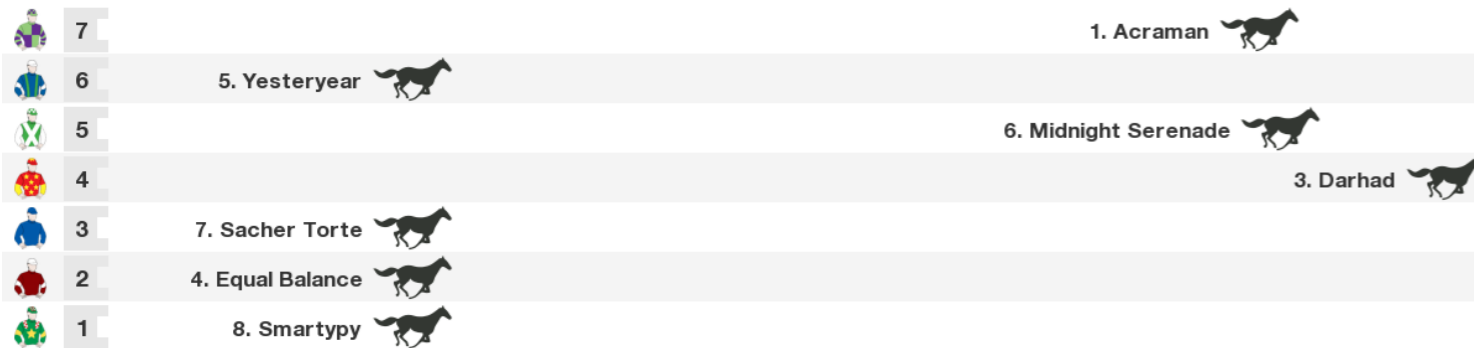 7 1. Acraman
6 5. Yesteryear
5 6. Midnight Serenade
4 3. Darhad
3 7. Sacher Torte
2 4. Equal Balance
1 8. Smartypy